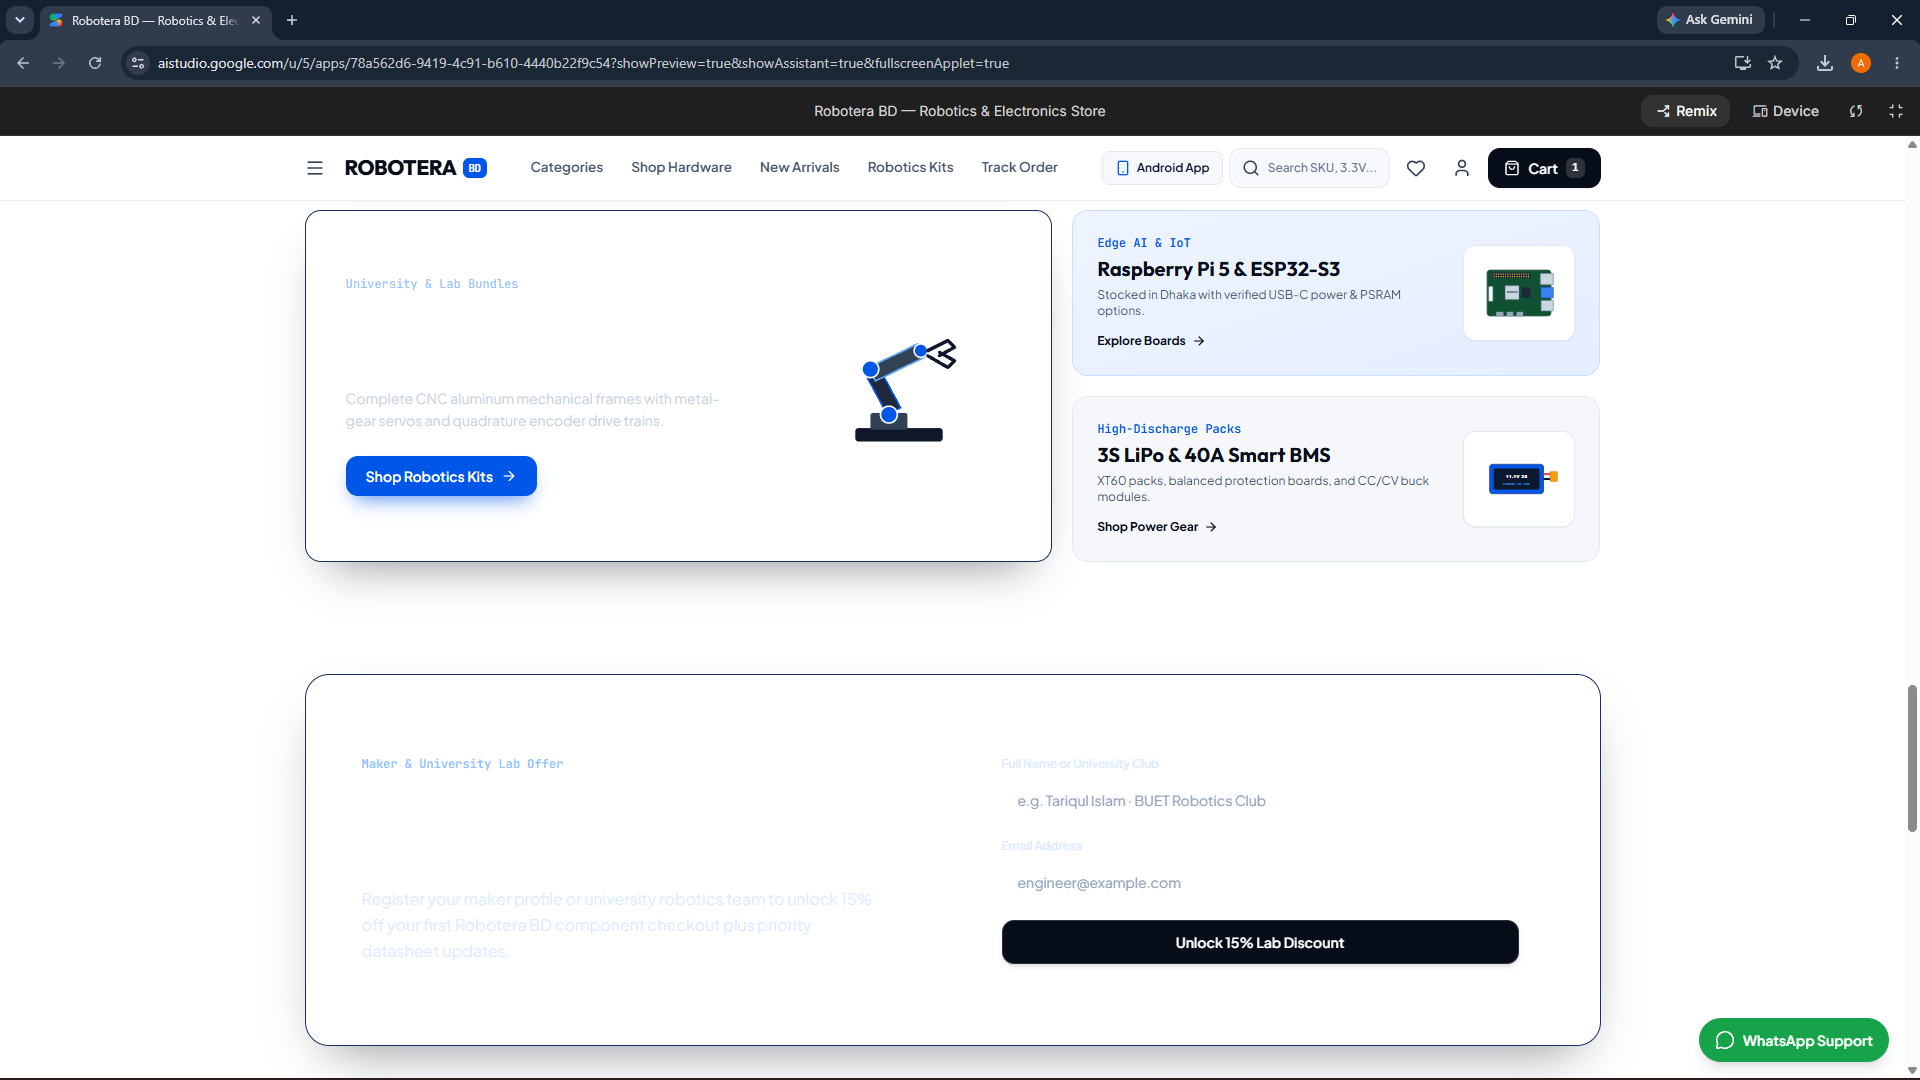 Robotera BD — Robotics & Elec
Ask Gemini
aistudio.google.com/u/5/apps/78a562d6-9419-4c91-b610-4440b22f9c54?showPreview=true&showAssistant=true&fullscreenApplet=true
A
Robotera BD — Robotics & Electronics Store
Remix
Device
ROBOTERA BD
Categories
Shop Hardware
New Arrivals
Robotics Kits
Track Order
Android App
Search SKU, 3.3V...
Cart 1
University & Lab Bundles
Complete CNC aluminum mechanical frames with metal-
gear servos and quadrature encoder drive trains.
Shop Robotics Kits →
Edge AI & IoT
Raspberry Pi 5 & ESP32-S3
Stocked in Dhaka with verified USB-C power & PSRAM
options.
Explore Boards →
High-Discharge Packs
3S LiPo & 40A Smart BMS
XT60 packs, balanced protection boards, and CC/CV buck
modules.
Shop Power Gear →
11.1V 3S
Maker & University Lab Offer
Register your maker profile or university robotics team to unlock 15%
off your first Robotera BD component checkout plus priority
datasheet updates.
Full Name or University Club
e.g. Tariqul Islam · BUET Robotics Club
Email Address
engineer@example.com
Unlock 15% Lab Discount
WhatsApp Support